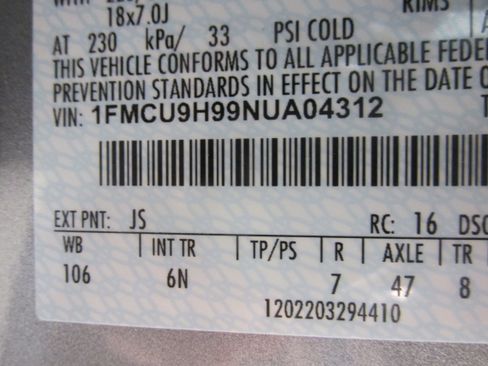 18x7.0J RIMS
AT 230 kPa/ 33 PSI COLD
THIS VEHICLE CONFORMS TO ALL APPLICABLE FEDE
PREVENTION STANDARDS IN EFFECT ON THE DATE O
VIN: 1FMCU9H99NUA04312 T
EXT PNT: JS RC: 16 DSO
WB INT TR TP/PS R AXLE TR
106 6N 7 47 8
1202203294410